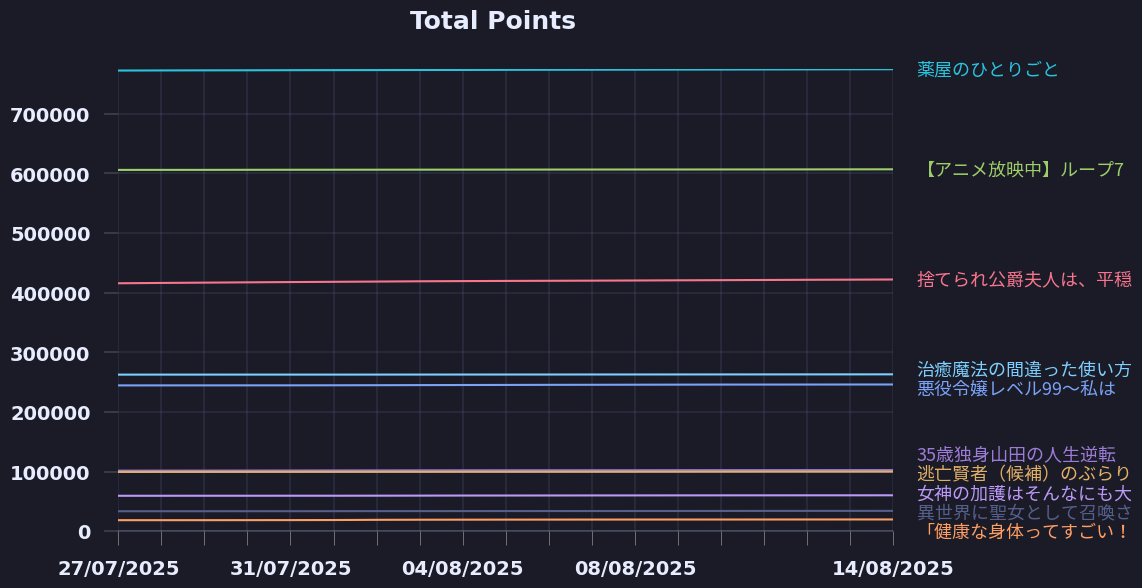 Total Points
薬屋のひとりごと
700000
600000
【アニメ放映中】ループ7
500000
400000
捨てられ公爵夫人は、平穏
300000
治癒魔法の間違った使い方
悪役令嬢レベル99〜私は
200000
35歳独身山田の人生逆転
100000
逃亡賢者（候補）のぶらり
女神の加護はそんなにも大
異世界に聖女として召喚さ
0
「健康な身体ってすごい！
27/07/2025
31/07/2025
04/08/2025
08/08/2025
14/08/2025